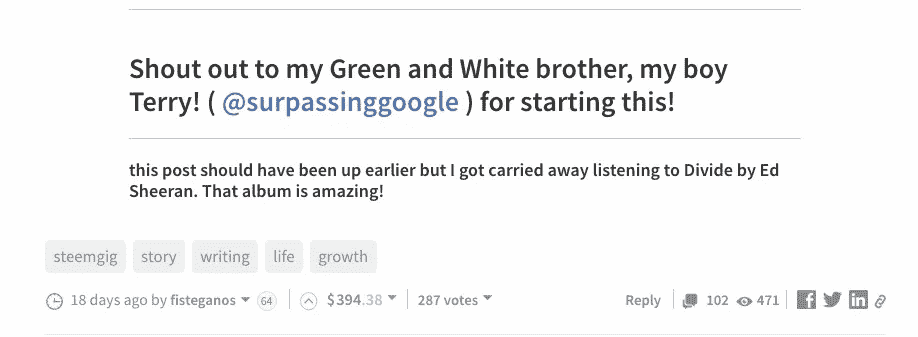 Shout out to my Green and White brother, my boy
Terry! ( @surpassinggoogle ) for starting this!
this post should have been up earlier but I got carried away listening to Divide by Ed
Sheeran. That album is amazing!
steemgig story writing life growth
18 days ago by fisteganos 64 $394.38 287 votes Reply 102 471